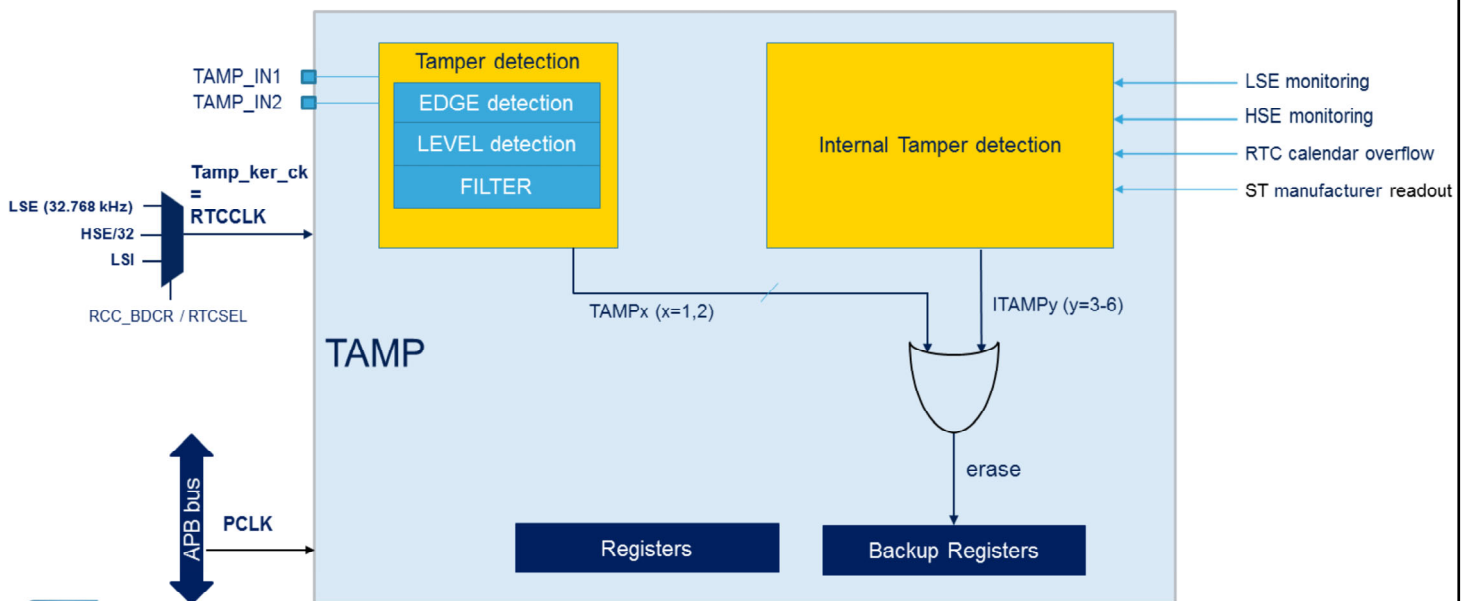 Tamper detection
EDGE detection
LEVEL detection
FILTER
Internal Tamper detection
TAMP_IN1
TAMP_IN2
LSE monitoring
HSE monitoring
RTC calendar overflow
ST manufacturer readout
Tamp_ker_ck
=
RTCCLK
LSE (32.768 kHz)
HSE/32
LSI
RCC_BDCR / RTCSEL
TAMPx (x=1,2)
ITAMPy (y=3-6)
TAMP
erase
APB bus
PCLK
Registers
Backup Registers